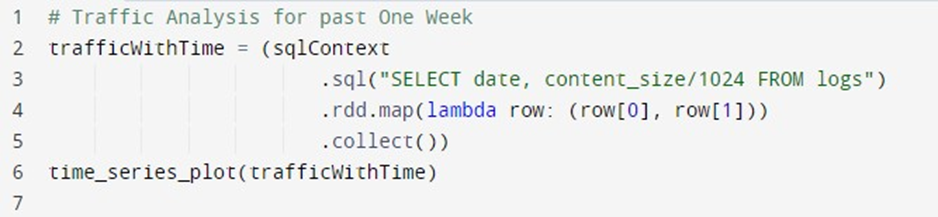 1 # Traffic Analysis for past One Week
2 trafficWithTime = (sqlContext
3 .sql("SELECT date, content_size/1024 FROM logs")
4 .rdd.map(lambda row: (row[0], row[1]))
5 .collect())
6 time_series_plot(trafficWithTime)
7